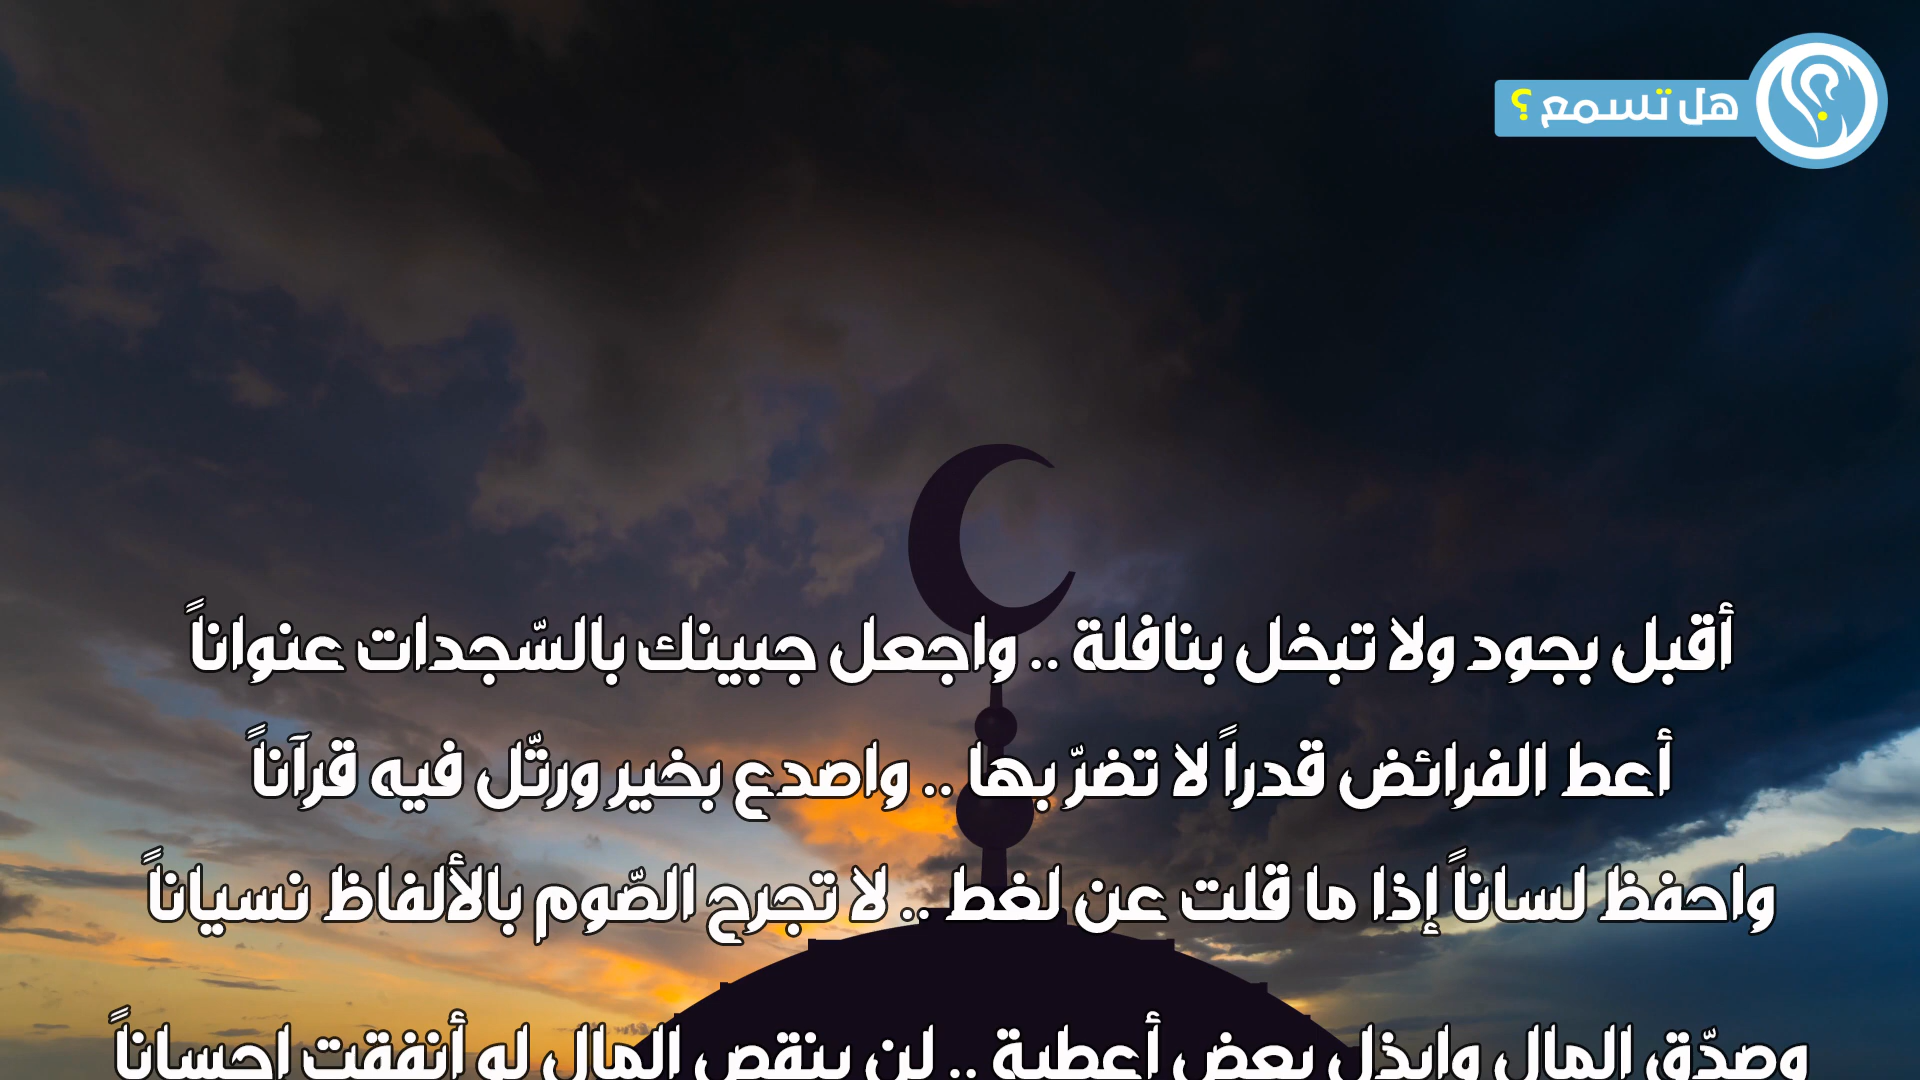 هل تسمع ؟
أقبل بجود ولا تبخل بنافلة .. واجعل جبينك بالسّجدات عنواناً
أعط الفرائض قدراً لا تضرّ بها .. واصدع بخير ورتّل فيه قرآناً
واحفظ لساناً إذا ما قلت عن لغط .. لا تجرح الصّوم بالألفاظ نسياناً
وصدّق المال وابذل بعض أعطية .. لن ينقص المال لو أنفقت إحساناً